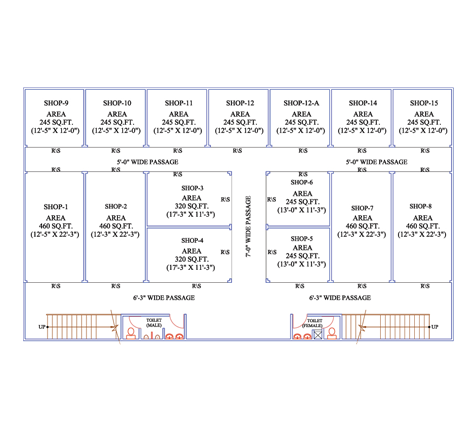 SHOP-9
AREA
245 SQ.FT.
(12'-5" X 12'-0")
SHOP-10
AREA
245 SQ.FT.
(12'-5" X 12'-0")
SHOP-11
AREA
245 SQ.FT.
(12'-5" X 12'-0")
SHOP-12
AREA
245 SQ.FT.
(12'-5" X 12'-0")
SHOP-12-A
AREA
245 SQ.FT.
(12'-5" X 12'-0")
SHOP-14
AREA
245 SQ.FT.
(12'-5" X 12'-0")
SHOP-15
AREA
245 SQ.FT.
(12'-5" X 12'-0")
R\S
R\S
R\S
R\S
R\S
R\S
R\S
5'-0" WIDE PASSAGE
5'-0" WIDE PASSAGE
SHOP-1
AREA
460 SQ.FT.
(12'-5" X 22'-3")
SHOP-2
AREA
460 SQ.FT.
(12'-3" X 22'-3")
SHOP-3
AREA
320 SQ.FT.
(17'-3" X 11'-3")
R\S
SHOP-4
AREA
320 SQ.FT.
(17'-3" X 11'-3")
R\S
7'-0" WIDE PASSAGE
SHOP-6
AREA
245 SQ.FT.
(13'-0" X 11'-3")
R\S
SHOP-5
AREA
245 SQ.FT.
(13'-0" X 11'-3")
R\S
SHOP-7
AREA
460 SQ.FT.
(12'-3" X 22'-3")
SHOP-8
AREA
460 SQ.FT.
(12'-3" X 22'-3")
R\S
R\S
R\S
R\S
6'-3" WIDE PASSAGE
6'-3" WIDE PASSAGE
UP
TOILET
(MALE)
TOILET
(FEMALE)
UP